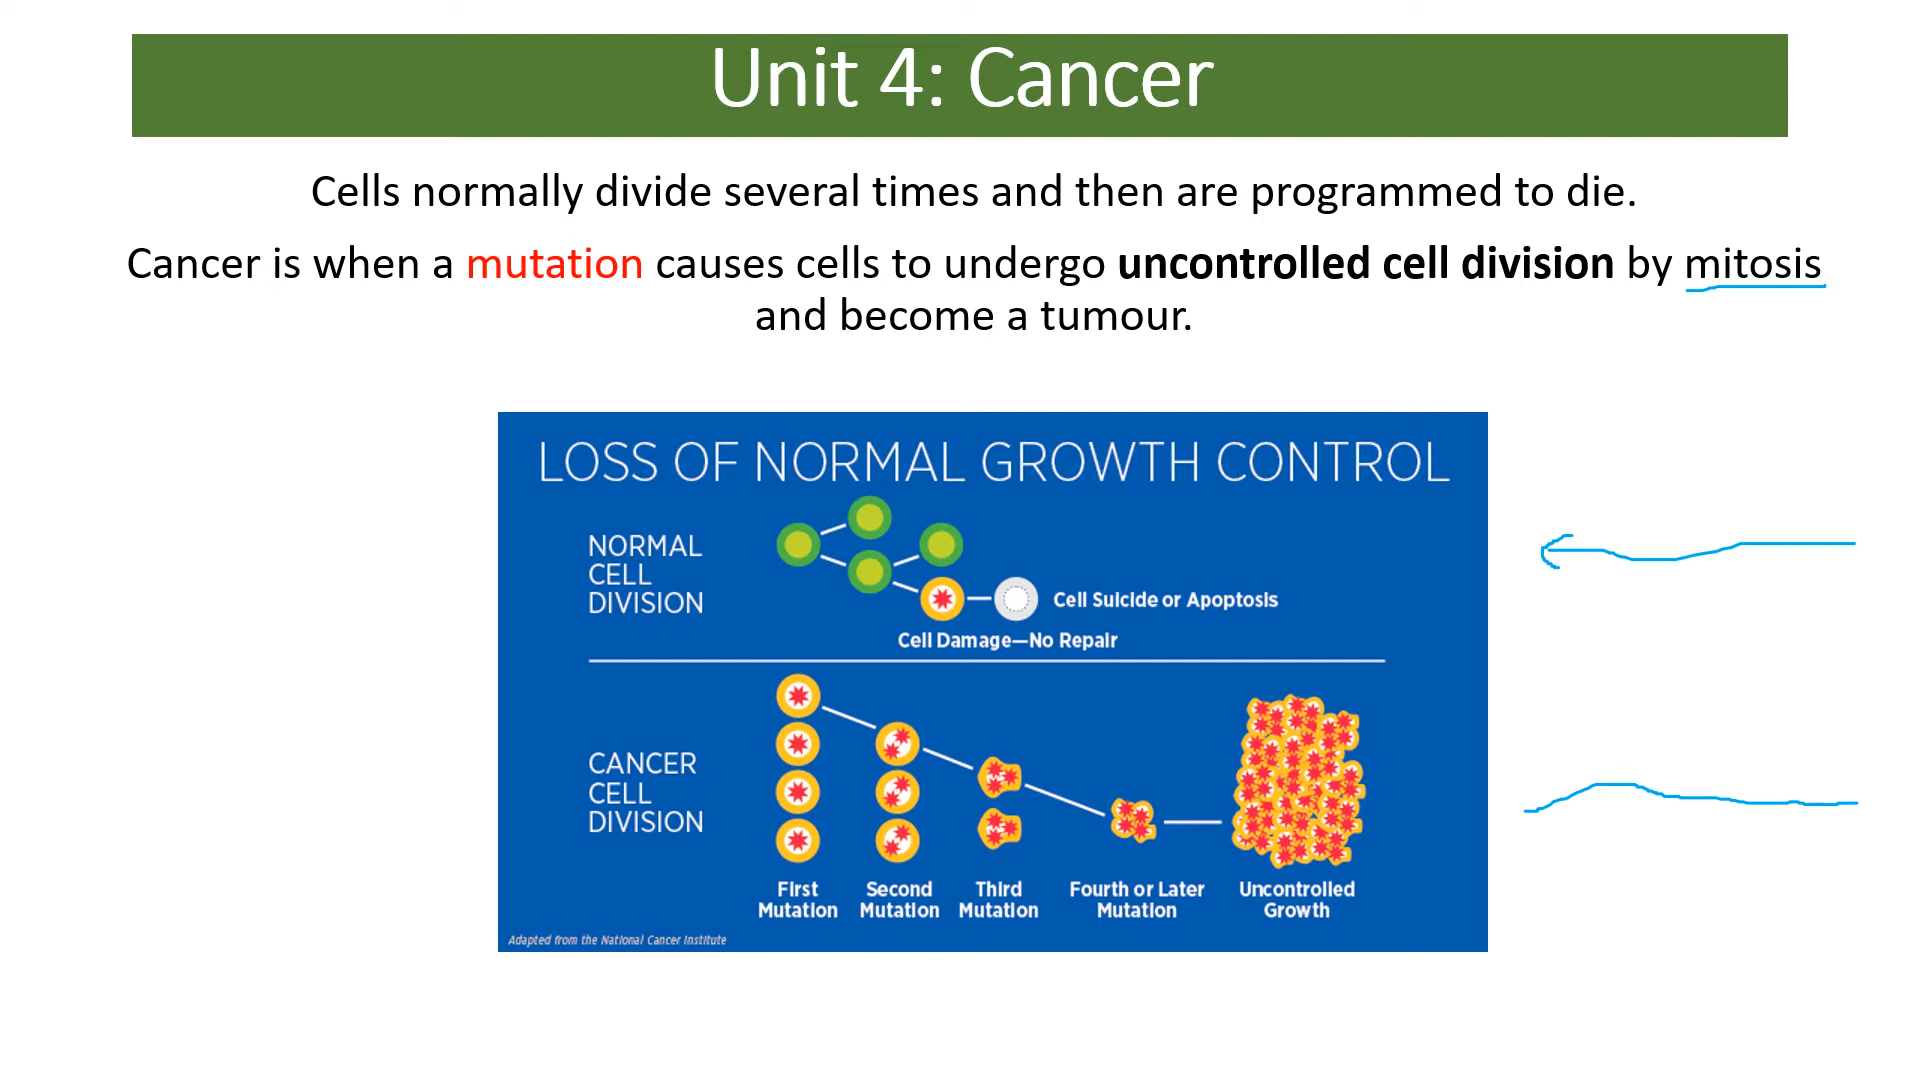 Unit 4: Cancer
Cells normally divide several times and then are programmed to die.
Cancer is when a mutation causes cells to undergo uncontrolled cell division by mitosis
and become a tumour.
LOSS OF NORMAL GROWTH CONTROL
NORMAL
CELL
DIVISION
Cell Suicide or Apoptosis
Cell Damage—No Repair
CANCER
CELL
DIVISION
First
Mutation
Second
Mutation
Third
Mutation
Fourth or Later
Mutation
Uncontrolled
Growth
Adapted from the National Cancer Institute